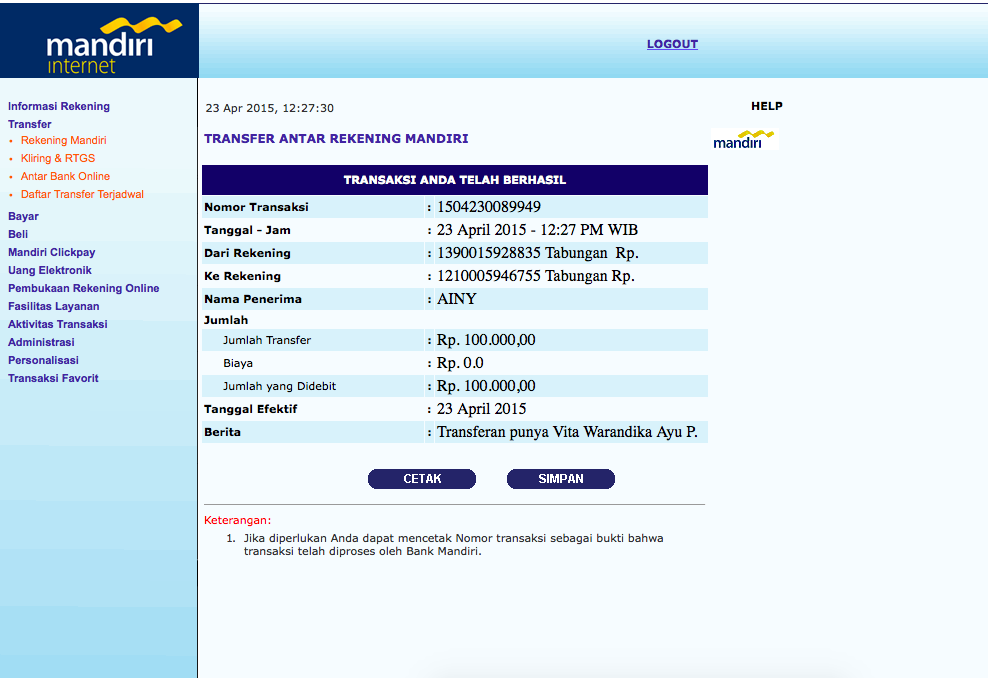 mandiri
internet
LOGOUT
Informasi Rekening
Transfer
• Rekening Mandiri
• Kliring & RTGS
• Antar Bank Online
• Daftar Transfer Terjadwal
Bayar
Beli
Mandiri Clickpay
Uang Elektronik
Pembukaan Rekening Online
Fasilitas Layanan
Aktivitas Transaksi
Administrasi
Personalisasi
Transaksi Favorit
23 Apr 2015, 12:27:30
HELP
TRANSFER ANTAR REKENING MANDIRI
mandiri
TRANSAKSI ANDA TELAH BERHASIL
Nomor Transaksi : 1504230089949
Tanggal - Jam : 23 April 2015 - 12:27 PM WIB
Dari Rekening : 1390015928835 Tabungan Rp.
Ke Rekening : 1210005946755 Tabungan Rp.
Nama Penerima : AINY
Jumlah
Jumlah Transfer : Rp. 100.000,00
Biaya : Rp. 0.0
Jumlah yang Didebit : Rp. 100.000,00
Tanggal Efektif : 23 April 2015
Berita : Transferan punya Vita Warandika Ayu P.
CETAK SIMPAN
Keterangan:
1. Jika diperlukan Anda dapat mencetak Nomor transaksi sebagai bukti bahwa
transaksi telah diproses oleh Bank Mandiri.